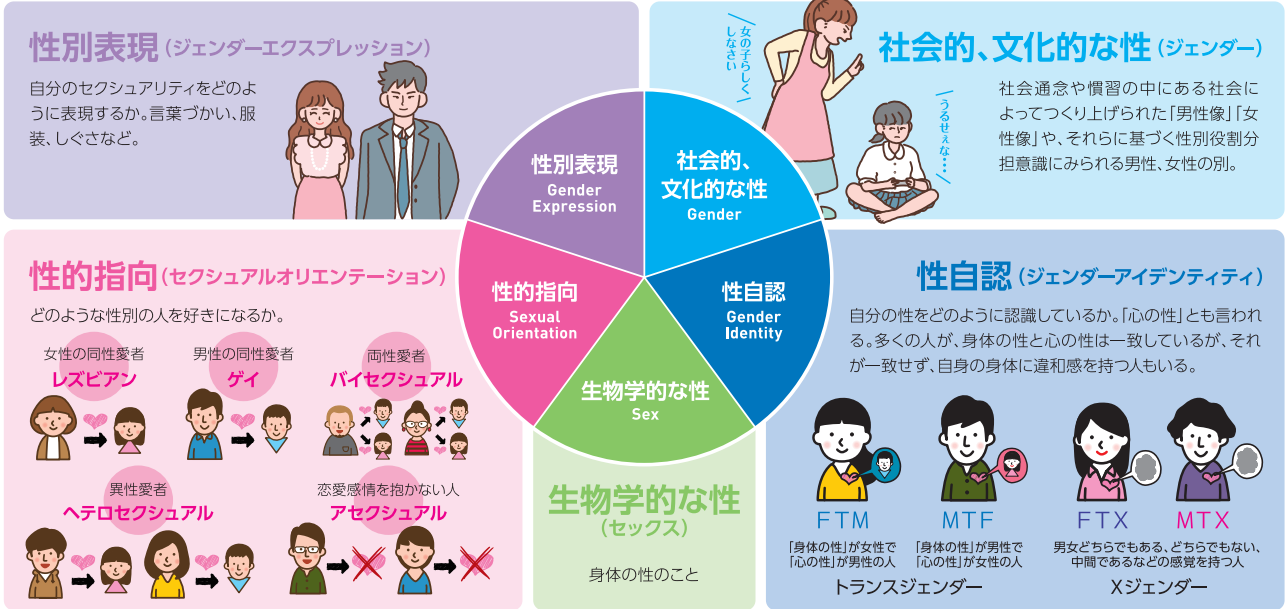 性別表現(ジェンダーエクスプレッション)
自分のセクシュアリティをどのよ
うに表現するか。言葉づかい、服
装、しぐさなど。
女の子らしく
しなさい
うるせぇな…
社会的、文化的な性(ジェンダー)
社会通念や慣習の中にある社会に
よってつくり上げられた「男性像」「女
性像」や、それらに基づく性別役割分
担意識にみられる男性、女性の別。
性別表現
Gender
Expression
社会的、
文化的な性
Gender
性的指向
Sexual
Orientation
性自認
Gender
Identity
生物学的な性
Sex
性的指向(セクシュアルオリエンテーション)
どのような性別の人を好きになるか。
女性の同性愛者
レズビアン
男性の同性愛者
ゲイ
両性愛者
バイセクシュアル
異性愛者
ヘテロセクシュアル
恋愛感情を抱かない人
アセクシュアル
生物学的な性
(セックス)
身体の性のこと
性自認(ジェンダーアイデンティティ)
自分の性をどのように認識しているか。「心の性」とも言われ
る。多くの人が、身体の性と心の性は一致しているが、それ
が一致せず、自身の身体に違和感を持つ人もいる。
FTM
「身体の性」が女性で
「心の性」が男性の人
MTF
「身体の性」が男性で
「心の性」が女性の人
トランスジェンダー
FTX
MTX
男女どちらでもある、どちらでもない、
中間であるなどの感覚を持つ人
Xジェンダー